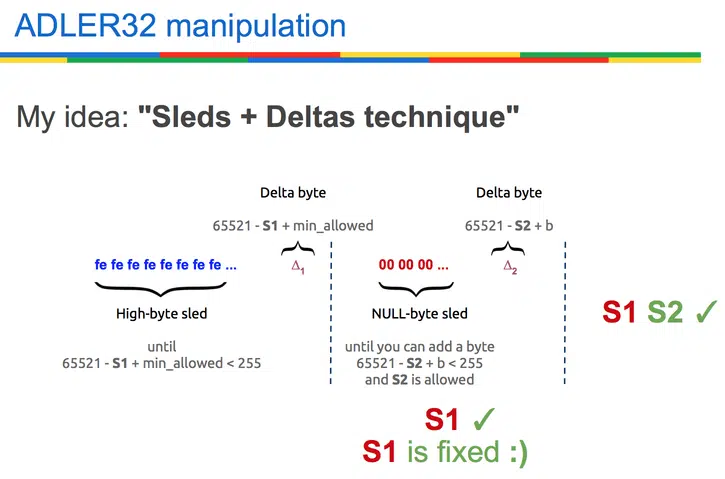 ADLER32 manipulation
My idea: "Sleds + Deltas technique"
Delta byte
65521 - S1 + min_allowed
Delta byte
65521 - S2 + b
fe fe fe fe fe fe fe fe ...
Δ1
00 00 00 ...
Δ2
High-byte sled
until
65521 - S1 + min_allowed < 255
NULL-byte sled
until you can add a byte
65521 - S2 + b < 255
and S2 is allowed
S1 S2 ✓
S1 ✓
S1 is fixed :)